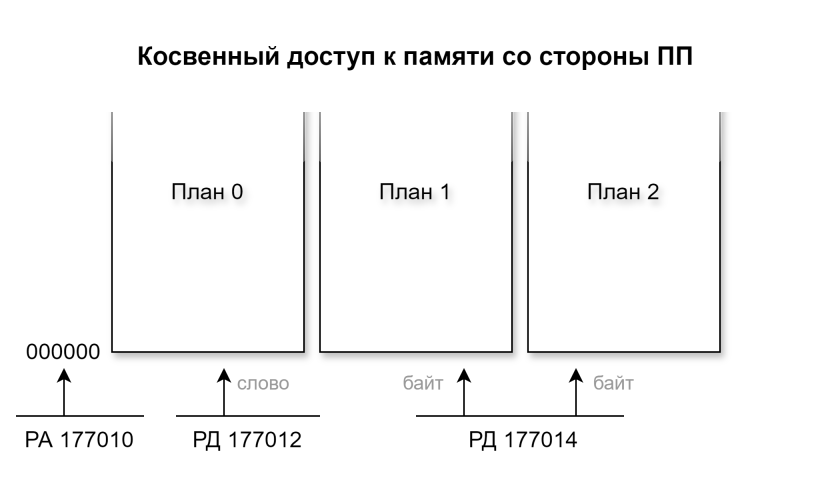 Косвенный доступ к памяти со стороны ПП
План 0 План 1 План 2
000000
слово байт байт
РА 177010 РД 177012 РД 177014